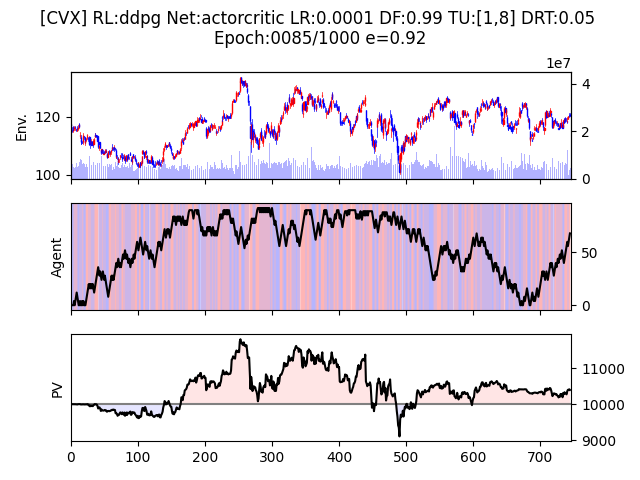 [CVX] RL:ddpg Net:actorcritic LR:0.0001 DF:0.99 TU:[1,8] DRT:0.05
Epoch:0085/1000 e=0.92
1e7
Env.
120
100
4
2
0
Agent
50
0
PV
11000
10000
9000
0 100 200 300 400 500 600 700